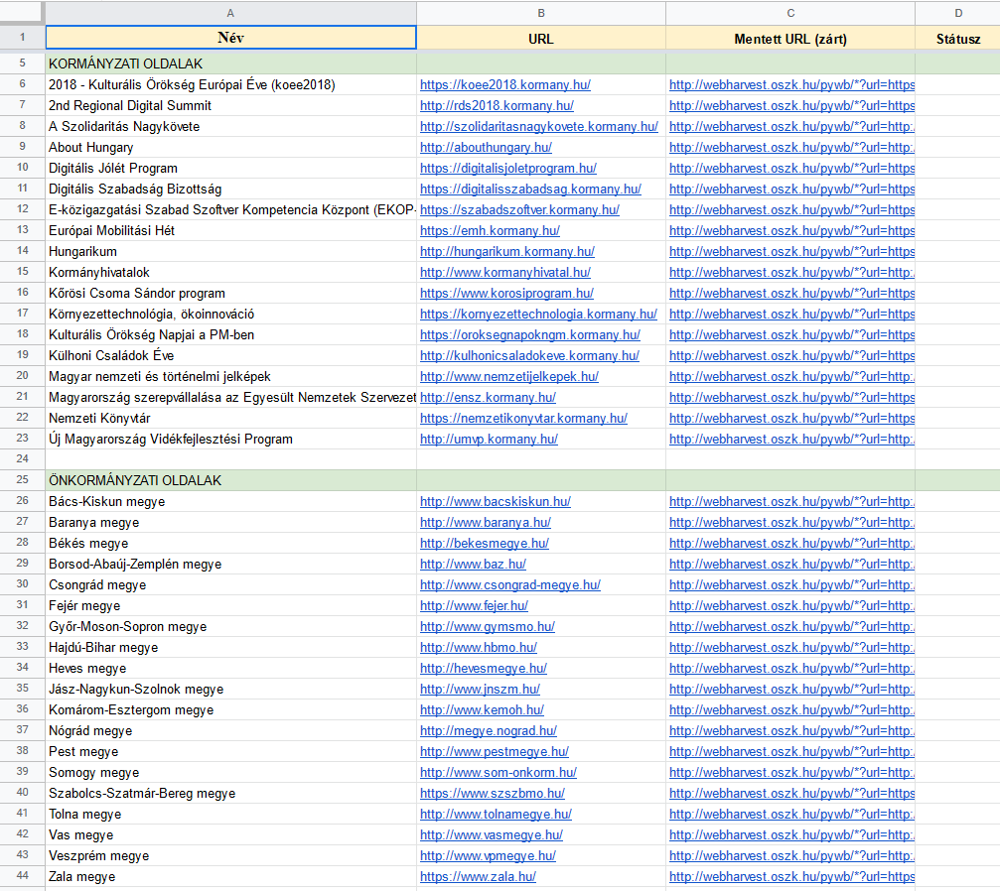 A B C D
1 Név URL Mentett URL (zárt) Státusz
5 KORMÁNYZATI OLDALAK
6 2018 - Kulturális Örökség Európai Éve (koee2018) https://koee2018.kormany.hu/ http://webharvest.oszk.hu/pywb/*?url=https
7 2nd Regional Digital Summit http://rds2018.kormany.hu/ http://webharvest.oszk.hu/pywb/*?url=https
8 A Szolidaritás Nagykövete http://szolidaritasnagykovete.kormany.hu/ http://webharvest.oszk.hu/pywb/*?url=http:/
9 About Hungary http://abouthungary.hu/ http://webharvest.oszk.hu/pywb/*?url=http:/
10 Digitális Jólét Program https://digitalisjoletprogram.hu/ http://webharvest.oszk.hu/pywb/*?url=https
11 Digitális Szabadság Bizottság https://digitalisszabadsag.kormany.hu/ http://webharvest.oszk.hu/pywb/*?url=https
12 E-közigazgatási Szabad Szoftver Kompetencia Központ (EKOP- https://szabadszoftver.kormany.hu/ http://webharvest.oszk.hu/pywb/*?url=https
13 Európai Mobilitási Hét https://emh.kormany.hu/ http://webharvest.oszk.hu/pywb/*?url=https
14 Hungarikum http://hungarikum.kormany.hu/ http://webharvest.oszk.hu/pywb/*?url=https
15 Kormányhivatalok http://www.kormanyhivatal.hu/ http://webharvest.oszk.hu/pywb/*?url=http:/
16 Kőrösi Csoma Sándor program https://www.korosiprogram.hu/ http://webharvest.oszk.hu/pywb/*?url=https
17 Környezettechnológia, ökoinnováció https://kornyezettechnologia.kormany.hu/ http://webharvest.oszk.hu/pywb/*?url=https
18 Kulturális Örökség Napjai a PM-ben https://oroksegnapokngm.kormany.hu/ http://webharvest.oszk.hu/pywb/*?url=https
19 Külhoni Családok Éve http://kulhonicsaladokeve.kormany.hu/ http://webharvest.oszk.hu/pywb/*?url=https
20 Magyar nemzeti és történelmi jelképek http://www.nemzetijelkepek.hu/ http://webharvest.oszk.hu/pywb/*?url=http:/
21 Magyarország szerepvállalása az Egyesült Nemzetek Szervezet http://ensz.kormany.hu/ http://webharvest.oszk.hu/pywb/*?url=http:/
22 Nemzeti Könyvtár https://nemzetikonyvtar.kormany.hu/ http://webharvest.oszk.hu/pywb/*?url=https
23 Új Magyarország Vidékfejlesztési Program http://umvp.kormany.hu/ http://webharvest.oszk.hu/pywb/*?url=http:/
24
25 ÖNKORMÁNYZATI OLDALAK
26 Bács-Kiskun megye http://www.bacskiskun.hu/ http://webharvest.oszk.hu/pywb/*?url=http:/
27 Baranya megye http://www.baranya.hu/ http://webharvest.oszk.hu/pywb/*?url=http:/
28 Békés megye http://bekesmegye.hu/ http://webharvest.oszk.hu/pywb/*?url=http:/
29 Borsod-Abaúj-Zemplén megye http://www.baz.hu/ http://webharvest.oszk.hu/pywb/*?url=http:/
30 Csongrád megye http://www.csongrad-megye.hu/ http://webharvest.oszk.hu/pywb/*?url=http:/
31 Fejér megye http://www.fejer.hu/ http://webharvest.oszk.hu/pywb/*?url=http:/
32 Győr-Moson-Sopron megye http://www.gymsmo.hu/ http://webharvest.oszk.hu/pywb/*?url=http:/
33 Hajdú-Bihar megye http://www.hbmo.hu/ http://webharvest.oszk.hu/pywb/*?url=http:/
34 Heves megye http://hevesmegye.hu/ http://webharvest.oszk.hu/pywb/*?url=http:/
35 Jász-Nagykun-Szolnok megye http://www.jnszm.hu/ http://webharvest.oszk.hu/pywb/*?url=http:/
36 Komárom-Esztergom megye http://www.kemoh.hu/ http://webharvest.oszk.hu/pywb/*?url=http:/
37 Nógrád megye http://megye.nograd.hu/ http://webharvest.oszk.hu/pywb/*?url=http:/
38 Pest megye http://www.pestmegye.hu/ http://webharvest.oszk.hu/pywb/*?url=http:/
39 Somogy megye http://www.som-onkorm.hu/ http://webharvest.oszk.hu/pywb/*?url=http:/
40 Szabolcs-Szatmár-Bereg megye https://www.szszbmo.hu/ http://webharvest.oszk.hu/pywb/*?url=https
41 Tolna megye http://www.tolnamegye.hu/ http://webharvest.oszk.hu/pywb/*?url=http:/
42 Vas megye http://www.vasmegye.hu/ http://webharvest.oszk.hu/pywb/*?url=http:/
43 Veszprém megye http://www.vpmegye.hu/ http://webharvest.oszk.hu/pywb/*?url=http:/
44 Zala megye https://www.zala.hu/ http://webharvest.oszk.hu/pywb/*?url=https